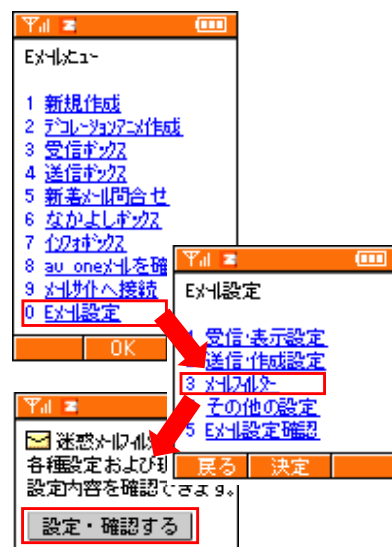 Eﾒｰﾙﾒﾆｭｰ
1 新規作成
2 ﾃﾞｺﾚｰｼｮﾝｱﾆﾒ作成
3 受信ﾎﾞｯｸｽ
4 送信ﾎﾞｯｸｽ
5 新着ﾒｰﾙ問合せ
6 なかよしﾎﾞｯｸｽ
7 ｲﾝﾌｫﾎﾞｯｸｽ
8 au oneﾒｰﾙを確
9 ﾒｰﾙｻｲﾄへ接続
0 Eﾒｰﾙ設定
OK
Eﾒｰﾙ設定
1 受信･表示設定
送信･作成設定
3 ﾒｰﾙﾌｨﾙﾀｰ
その他の設定
5 Eﾒｰﾙ設定確認
戻る 決定
迷惑ﾒｰﾙﾌｨﾙ
各種設定および
設定内容を確認できます。
設定・確認する